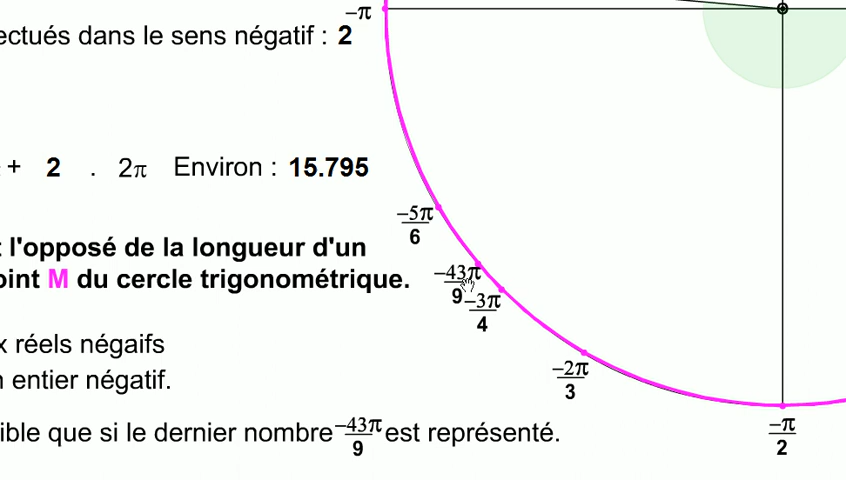 ectués dans le sens négatif : 2
−π
+ 2 . 2π Environ : 15.795
−5π/6
l'opposé de la longueur d'un
oint M du cercle trigonométrique.
−43π/9
−3π/4
x réels négaifs
−2π/3
n entier négatif.
ible que si le dernier nombre −43π/9 est représenté.
−π/2